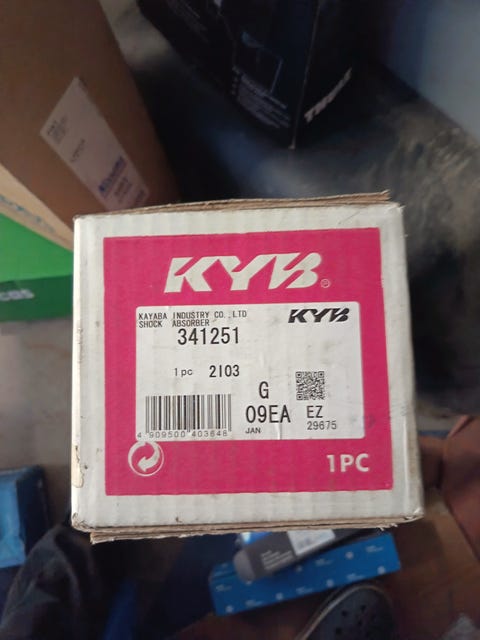 THULE
KYB®
KAYABA INDUSTRY CO.,LTD
SHOCK ABSORBER
KYB
341251
1pc 2103
G
09EA EZ
JAN 29675
4 909500 403648
1PC